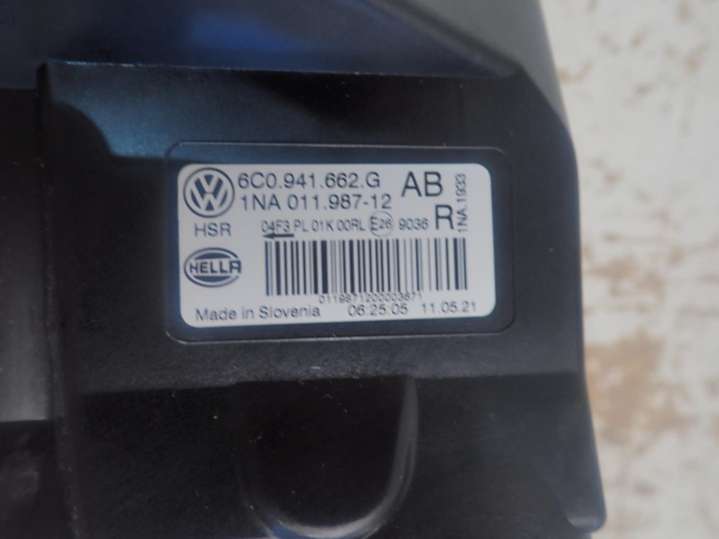 6C0.941.662.G AB
1NA 011.987-12 R
1NA.1933
HSR 04F3 PL 01K 00RL E26 9036
HELLA
0119871200003671
Made in Slovenia 06:25:05 11.05.21